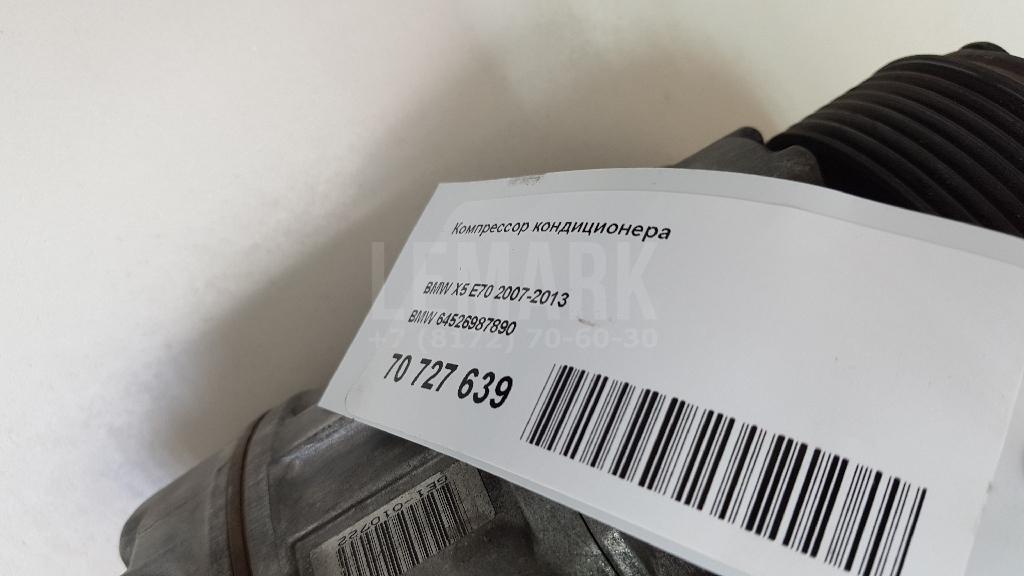 Компрессор кондиционера
LEMARK
BMW X5 E70 2007-2013
BMW 64526987890
+7 (8172) 70-60-30
70 727 639